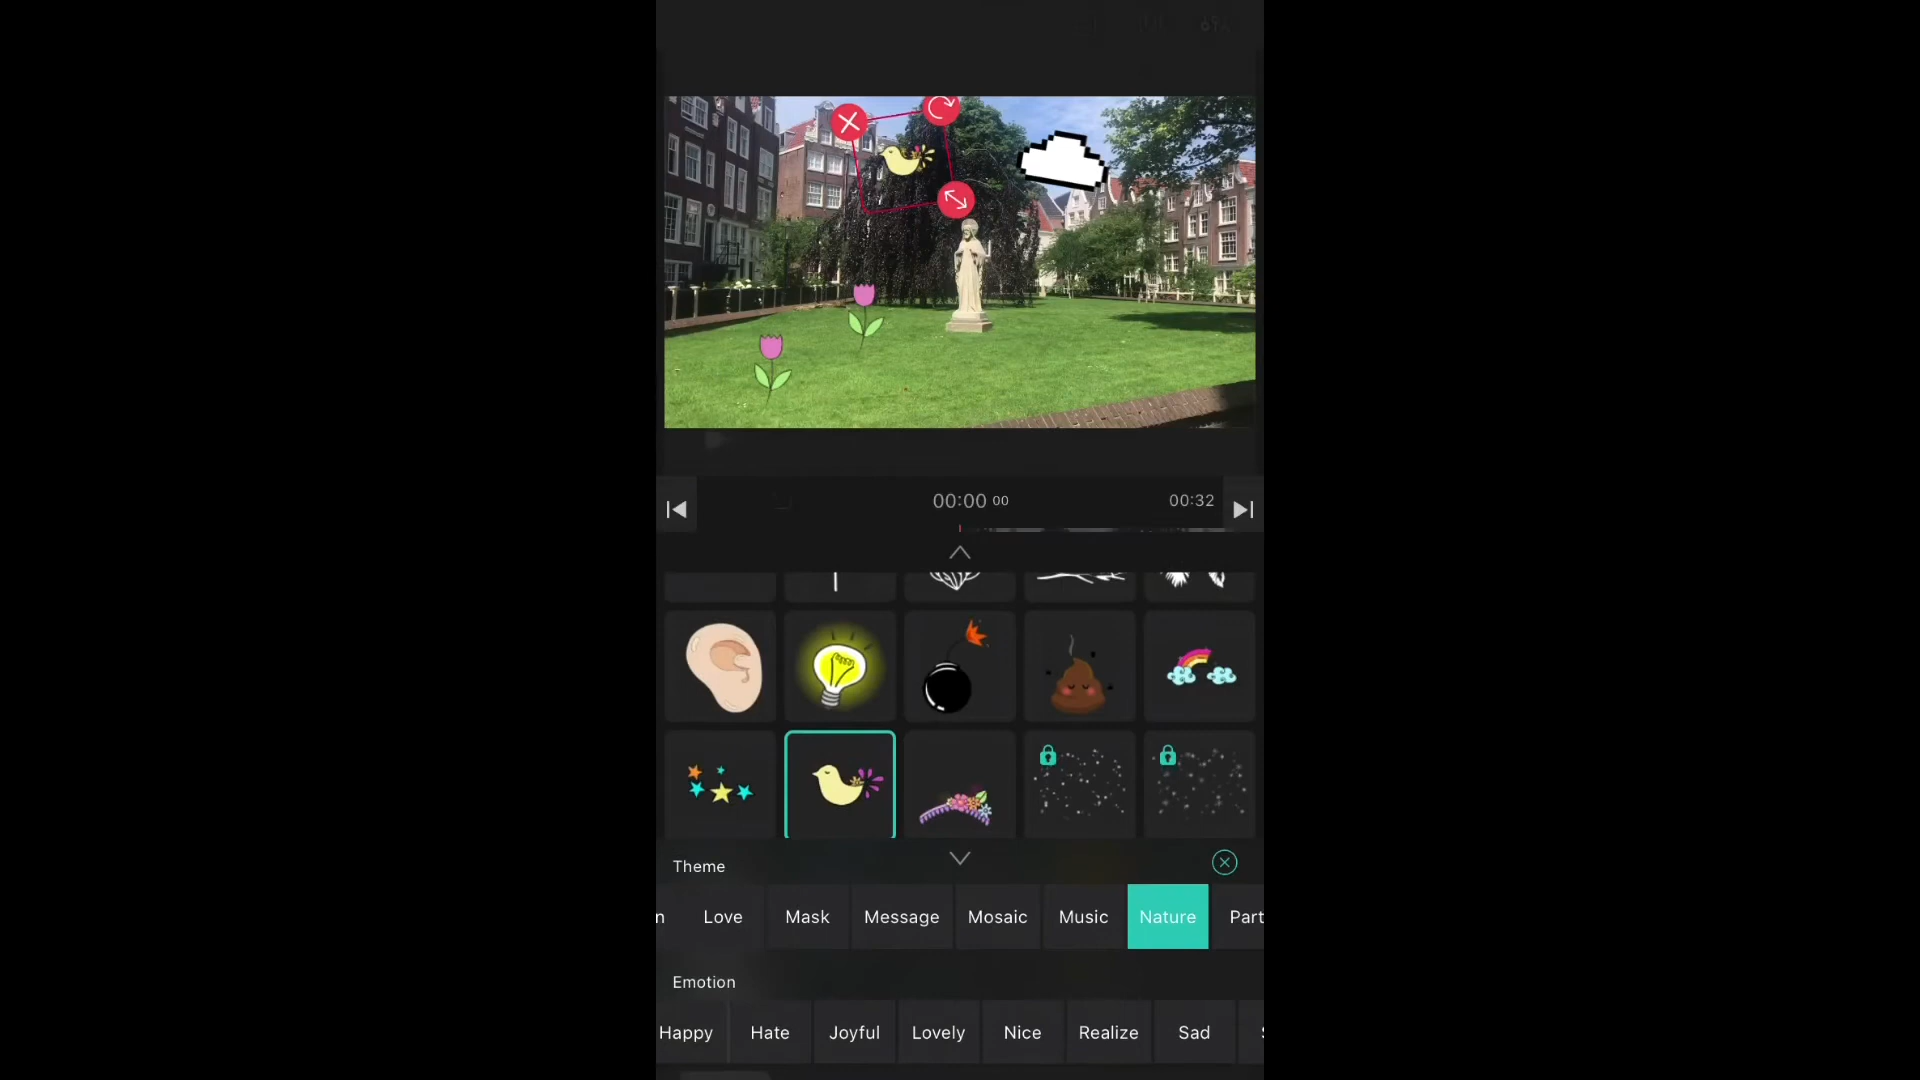 00:00 00
00:32
Theme
n Love Mask Message Mosaic Music Nature Part
Emotion
Happy Hate Joyful Lovely Nice Realize Sad